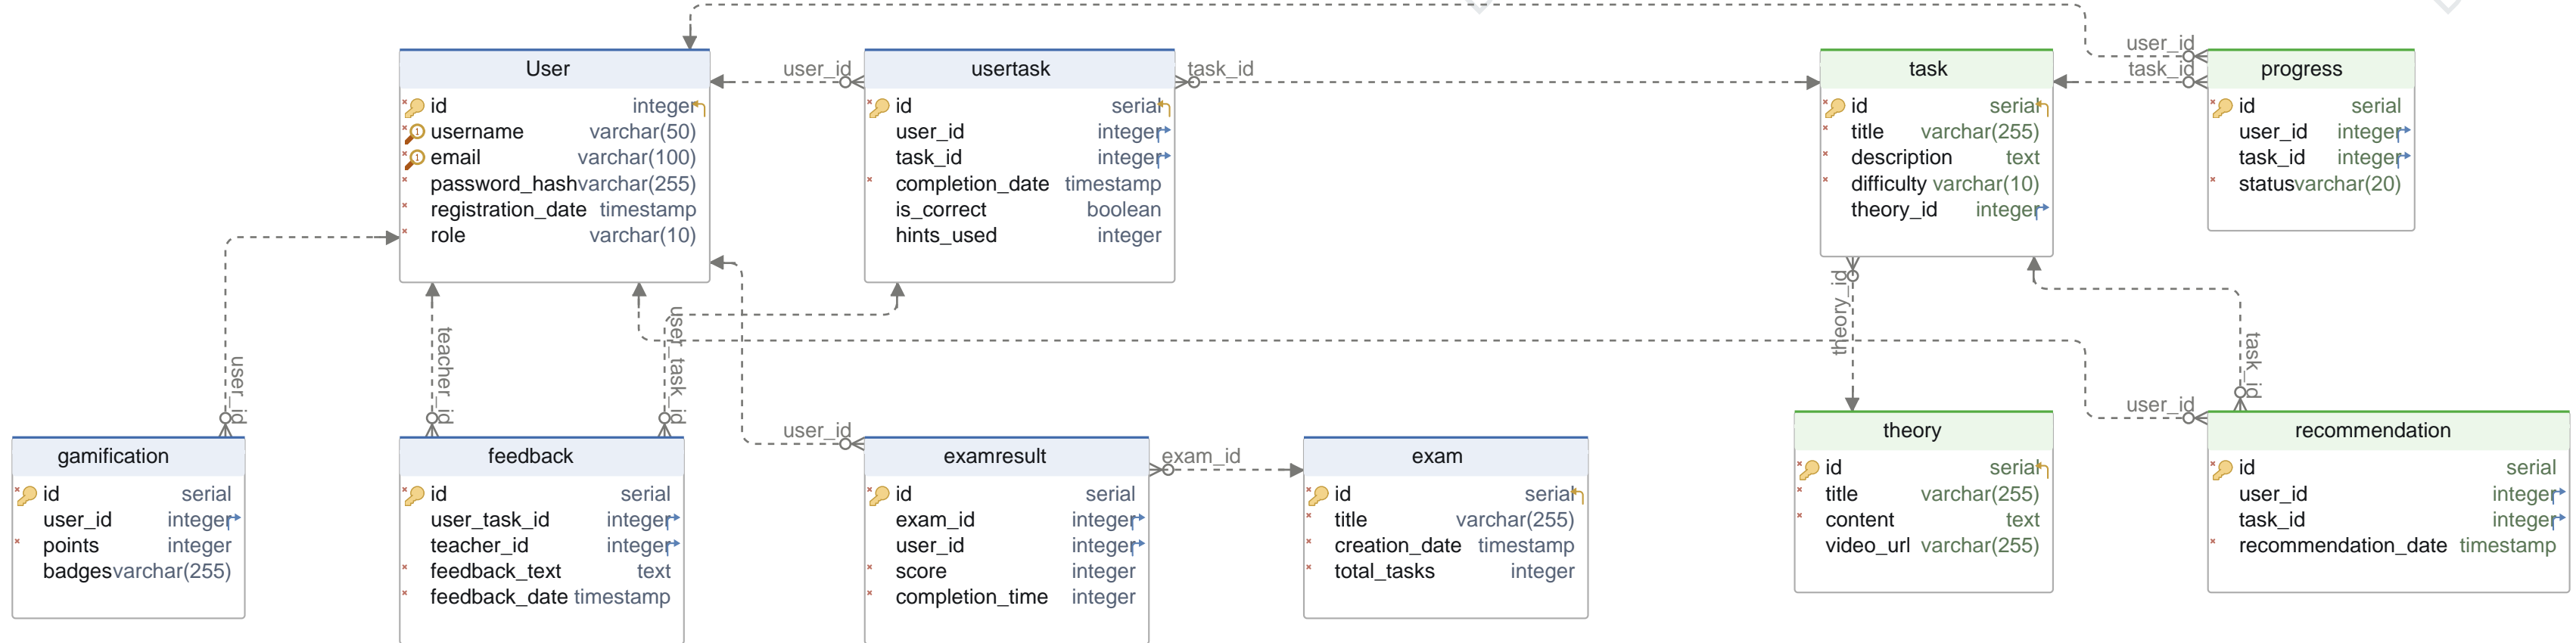 User
id integer
username varchar(50)
email varchar(100)
password_hash varchar(255)
registration_date timestamp
role varchar(10)
user_id
usertask
id serial
user_id integer
task_id integer
completion_date timestamp
is_correct boolean
hints_used integer
task_id
task
id serial
title varchar(255)
description text
difficulty varchar(10)
theory_id integer
user_id
task_id
progress
id serial
user_id integer
task_id integer
status varchar(20)
user_id
teacher_id
user_task_id
user_id
exam_id
theory_id
user_id
task_id
gamification
id serial
user_id integer
points integer
badges varchar(255)
feedback
id serial
user_task_id integer
teacher_id integer
feedback_text text
feedback_date timestamp
examresult
id serial
exam_id integer
user_id integer
score integer
completion_time integer
exam
id serial
title varchar(255)
creation_date timestamp
total_tasks integer
theory
id serial
title varchar(255)
content text
video_url varchar(255)
recommendation
id serial
user_id integer
task_id integer
recommendation_date timestamp